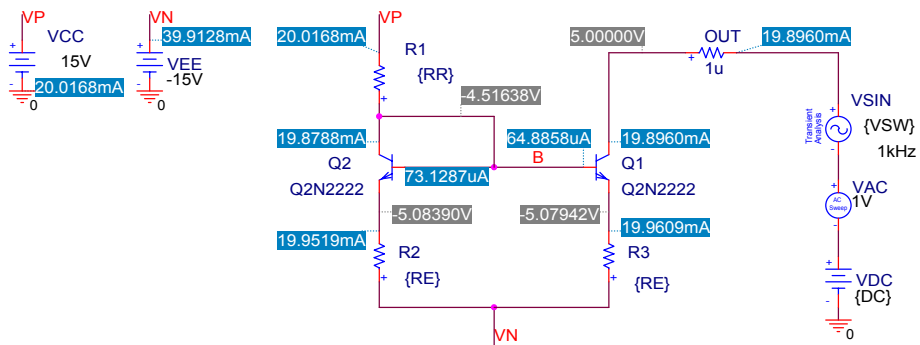 VP
VN
VP
39.9128mA
20.0168mA
5.00000V
OUT
19.8960mA
VCC
15V
VEE
-15V
R1
{RR}
1u
20.0168mA
0
0
-4.51638V
VSIN
{VSW}
1kHz
Transient
Analysis
19.8788mA
64.8858uA
19.8960mA
B
Q2
Q1
73.1287uA
Q2N2222
Q2N2222
VAC
1V
AC
Sweep
-5.08390V
-5.07942V
19.9519mA
19.9609mA
R2
{RE}
R3
{RE}
VDC
{DC}
0
VN